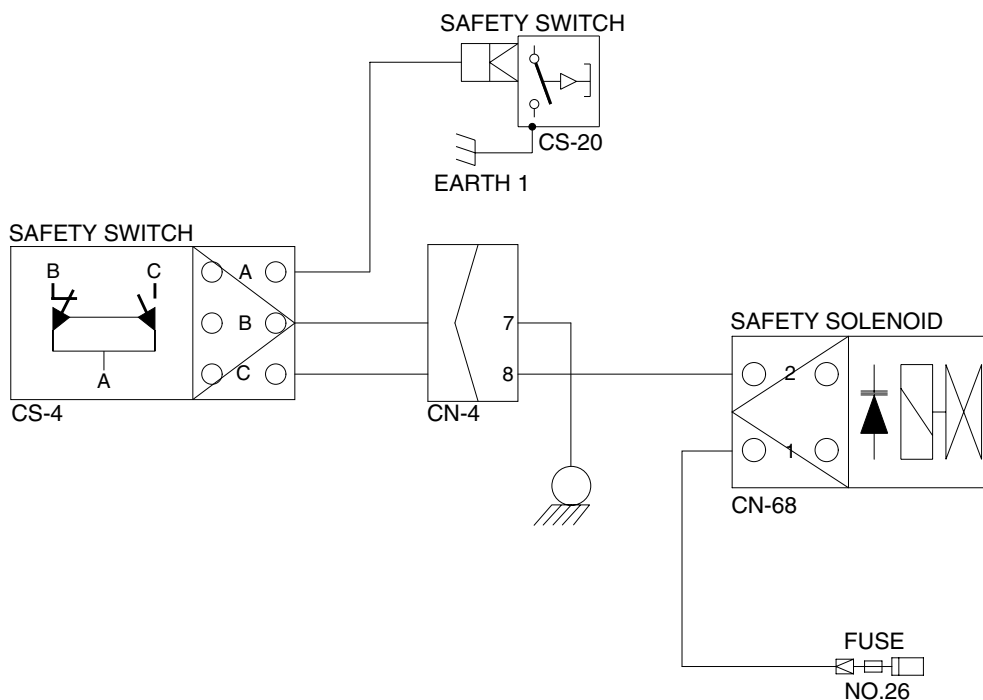 SAFETY SWITCH
CS-20
EARTH 1
SAFETY SWITCH
B C
A
A
B
C
CS-4
7
8
CN-4
SAFETY SOLENOID
2
1
CN-68
FUSE
NO.26